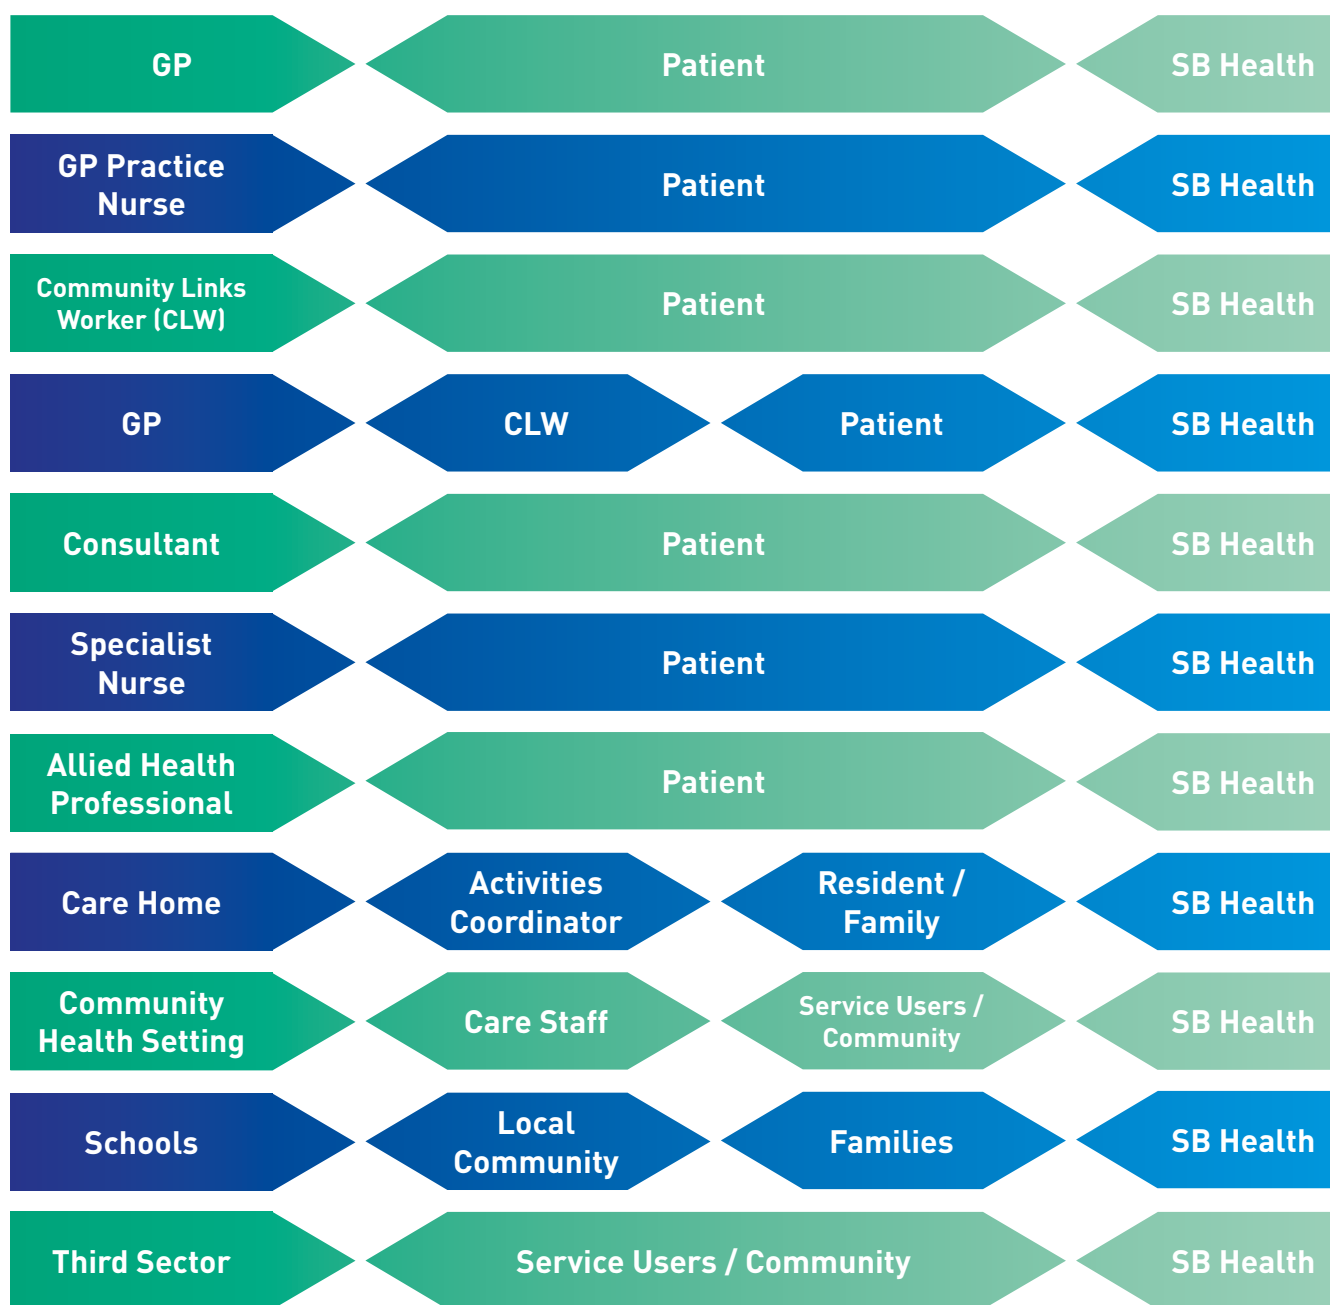 GP Patient SB Health
GP Practice
Nurse
Patient SB Health
Community Links
Worker (CLW)
Patient SB Health
GP CLW Patient SB Health
Consultant Patient SB Health
Specialist
Nurse
Patient SB Health
Allied Health
Professional
Patient SB Health
Care Home
Activities
Coordinator
Resident /
Family
SB Health
Community
Health Setting
Care Staff
Service Users /
Community
SB Health
Schools
Local
Community
Families SB Health
Third Sector Service Users / Community SB Health